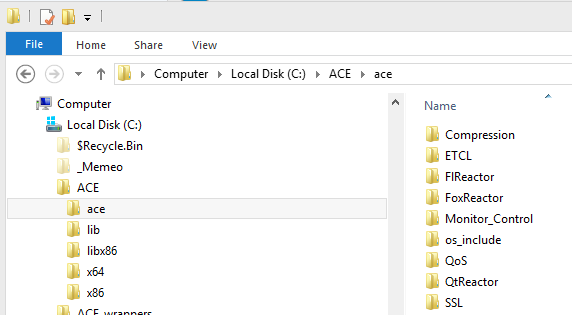 File Home Share View
Computer Local Disk (C:) ACE ace
Computer
Local Disk (C:)
$Recycle.Bin
_Memeo
ACE
ace
lib
libx86
x64
x86
ACE_wrappers
Name
Compression
ETCL
FlReactor
FoxReactor
Monitor_Control
os_include
QoS
QtReactor
SSL